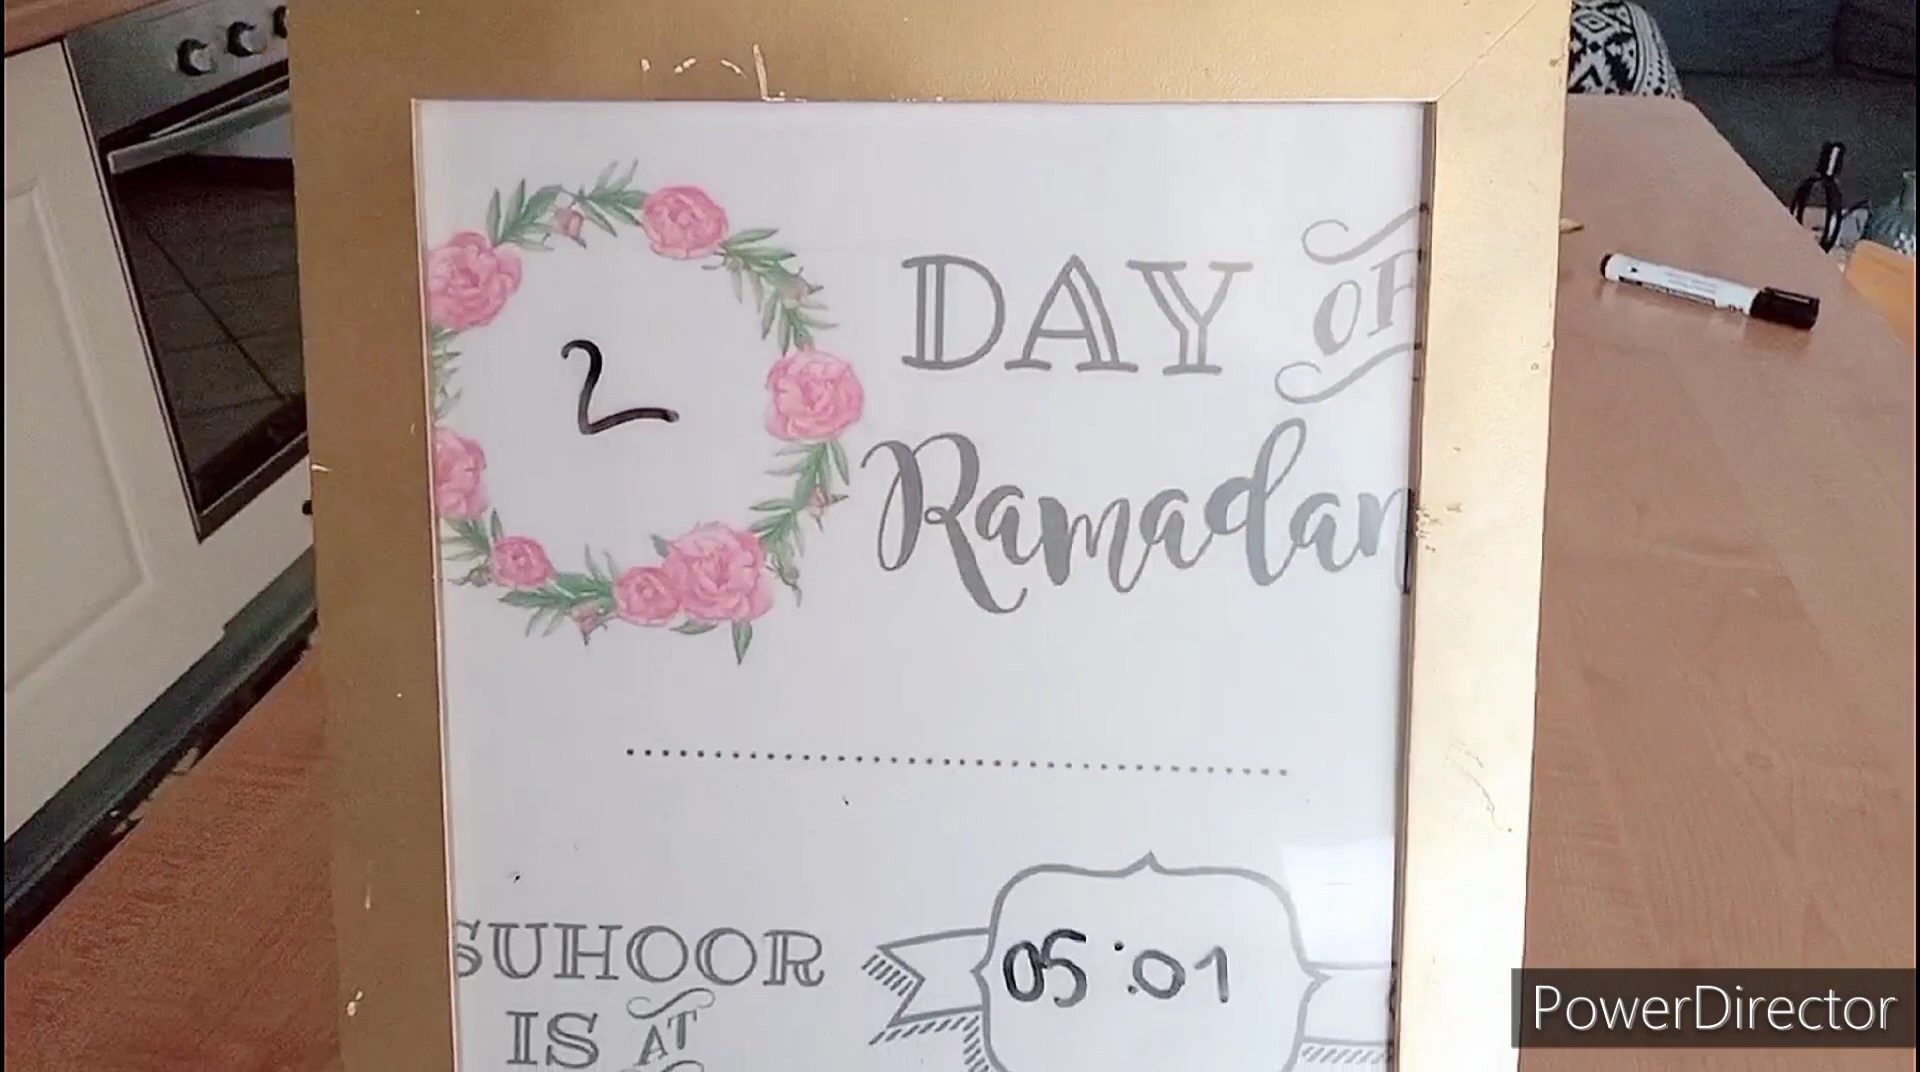 2
DAY OF
Ramadan
SUHOOR
IS AT
05:01
PowerDirector